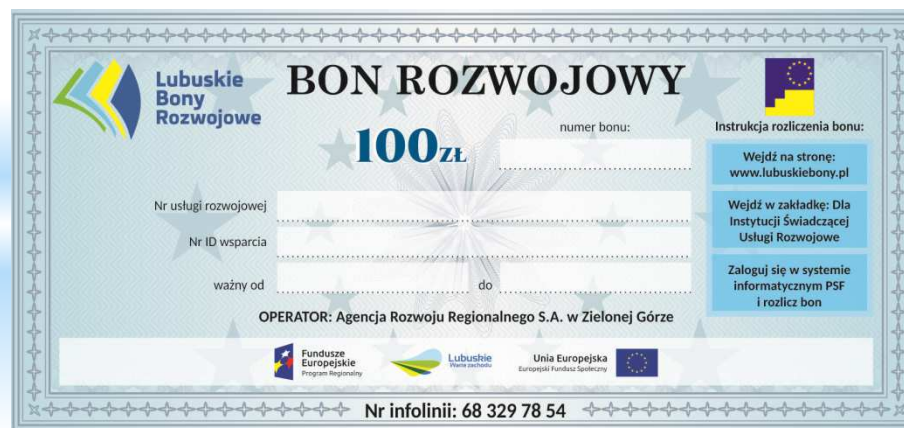 Lubuskie
Bony
Rozwojowe
BON ROZWOJOWY
100ZŁ
numer bonu:
Nr usługi rozwojowej
Nr ID wsparcia
ważny od
do
OPERATOR: Agencja Rozwoju Regionalnego S.A. w Zielonej Górze
Instrukcja rozliczenia bonu:
Wejdź na stronę:
www.lubuskiebony.pl
Wejdź w zakładkę: Dla
Instytucji Świadczącej
Usługi Rozwojowe
Zaloguj się w systemie
informatycznym PSF
i rozlicz bon
Fundusze
Europejskie
Program Regionalny
Lubuskie
Warte zachodu
Unia Europejska
Europejski Fundusz Społeczny
Nr infolinii: 68 329 78 54